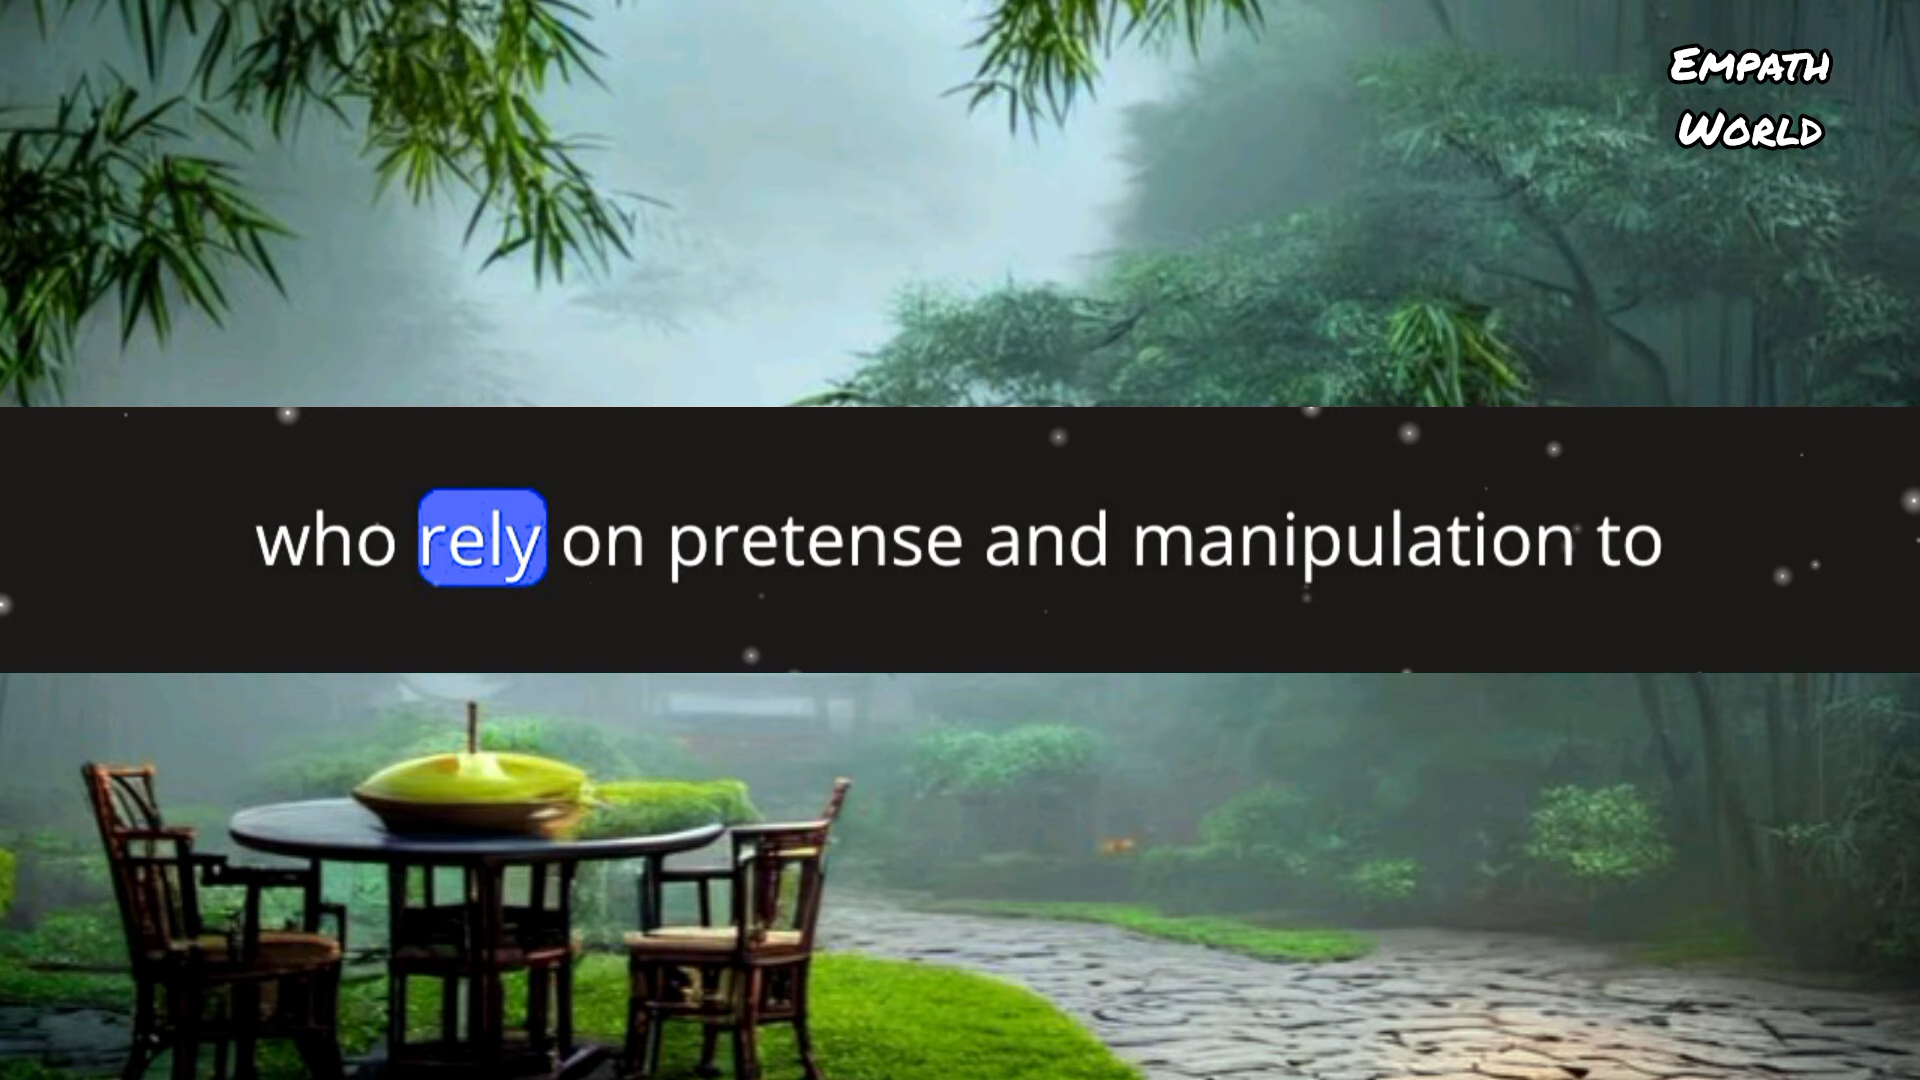 Empath
World
who rely on pretense and manipulation to